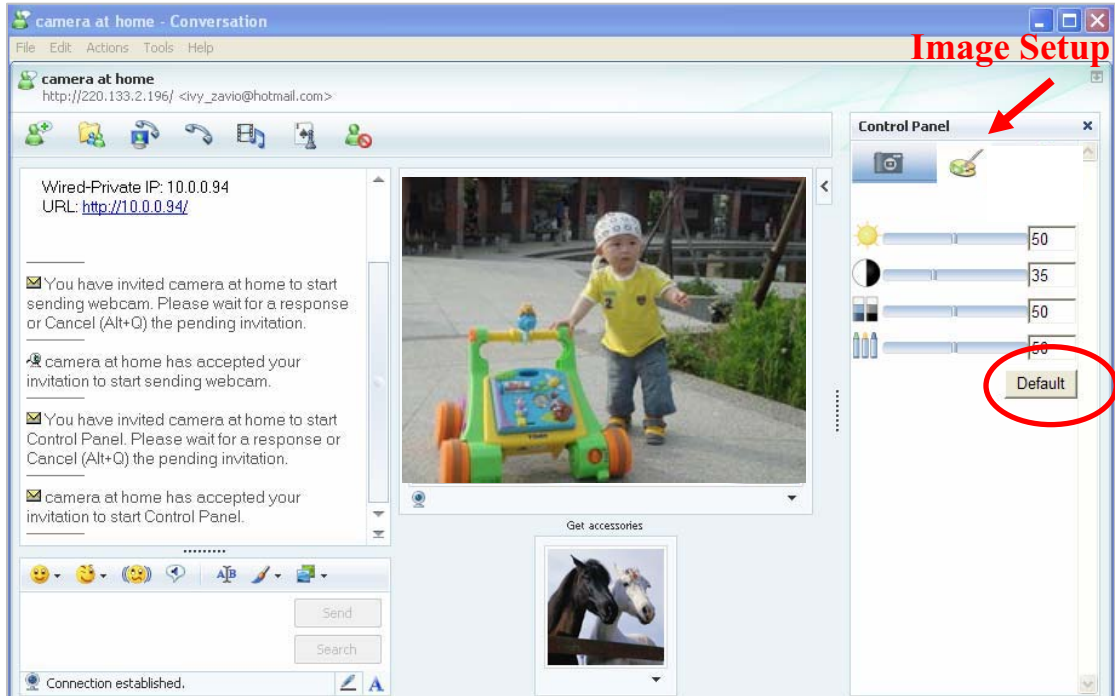 camera at home - Conversation
File Edit Actions Tools Help
Image Setup
camera at home
http://220.133.2.196/ <ivy_zavio@hotmail.com>
Wired-Private IP: 10.0.0.94
URL: http://10.0.0.94/
You have invited camera at home to start
sending webcam. Please wait for a response
or Cancel (Alt+Q) the pending invitation.
camera at home has accepted your
invitation to start sending webcam.
You have invited camera at home to start
Control Panel. Please wait for a response or
Cancel (Alt+Q) the pending invitation.
camera at home has accepted your
invitation to start Control Panel.
Send
Search
Connection established.
2
Get accessories
Control Panel
50
35
50
50
Default